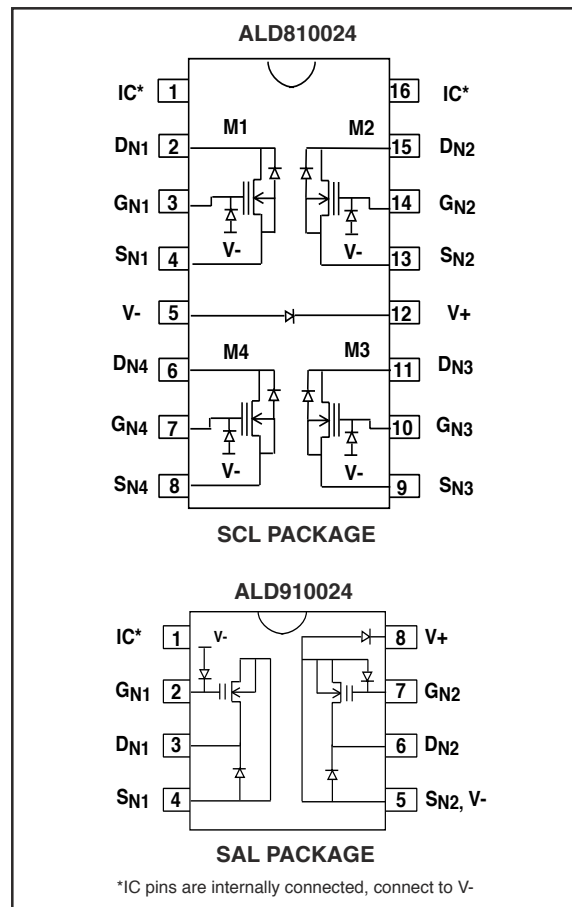 ALD810024
IC* 1 16 IC*
M1 M2
DN1 2 15 DN2
GN1 3 14 GN2
V- V-
SN1 4 13 SN2
V- 5 12 V+
M4 M3
DN4 6 11 DN3
GN4 7 10 GN3
V- V-
SN4 8 9 SN3
SCL PACKAGE
ALD910024
IC* 1 V- 8 V+
GN1 2 7 GN2
DN1 3 6 DN2
SN1 4 5 SN2, V-
SAL PACKAGE
*IC pins are internally connected, connect to V-